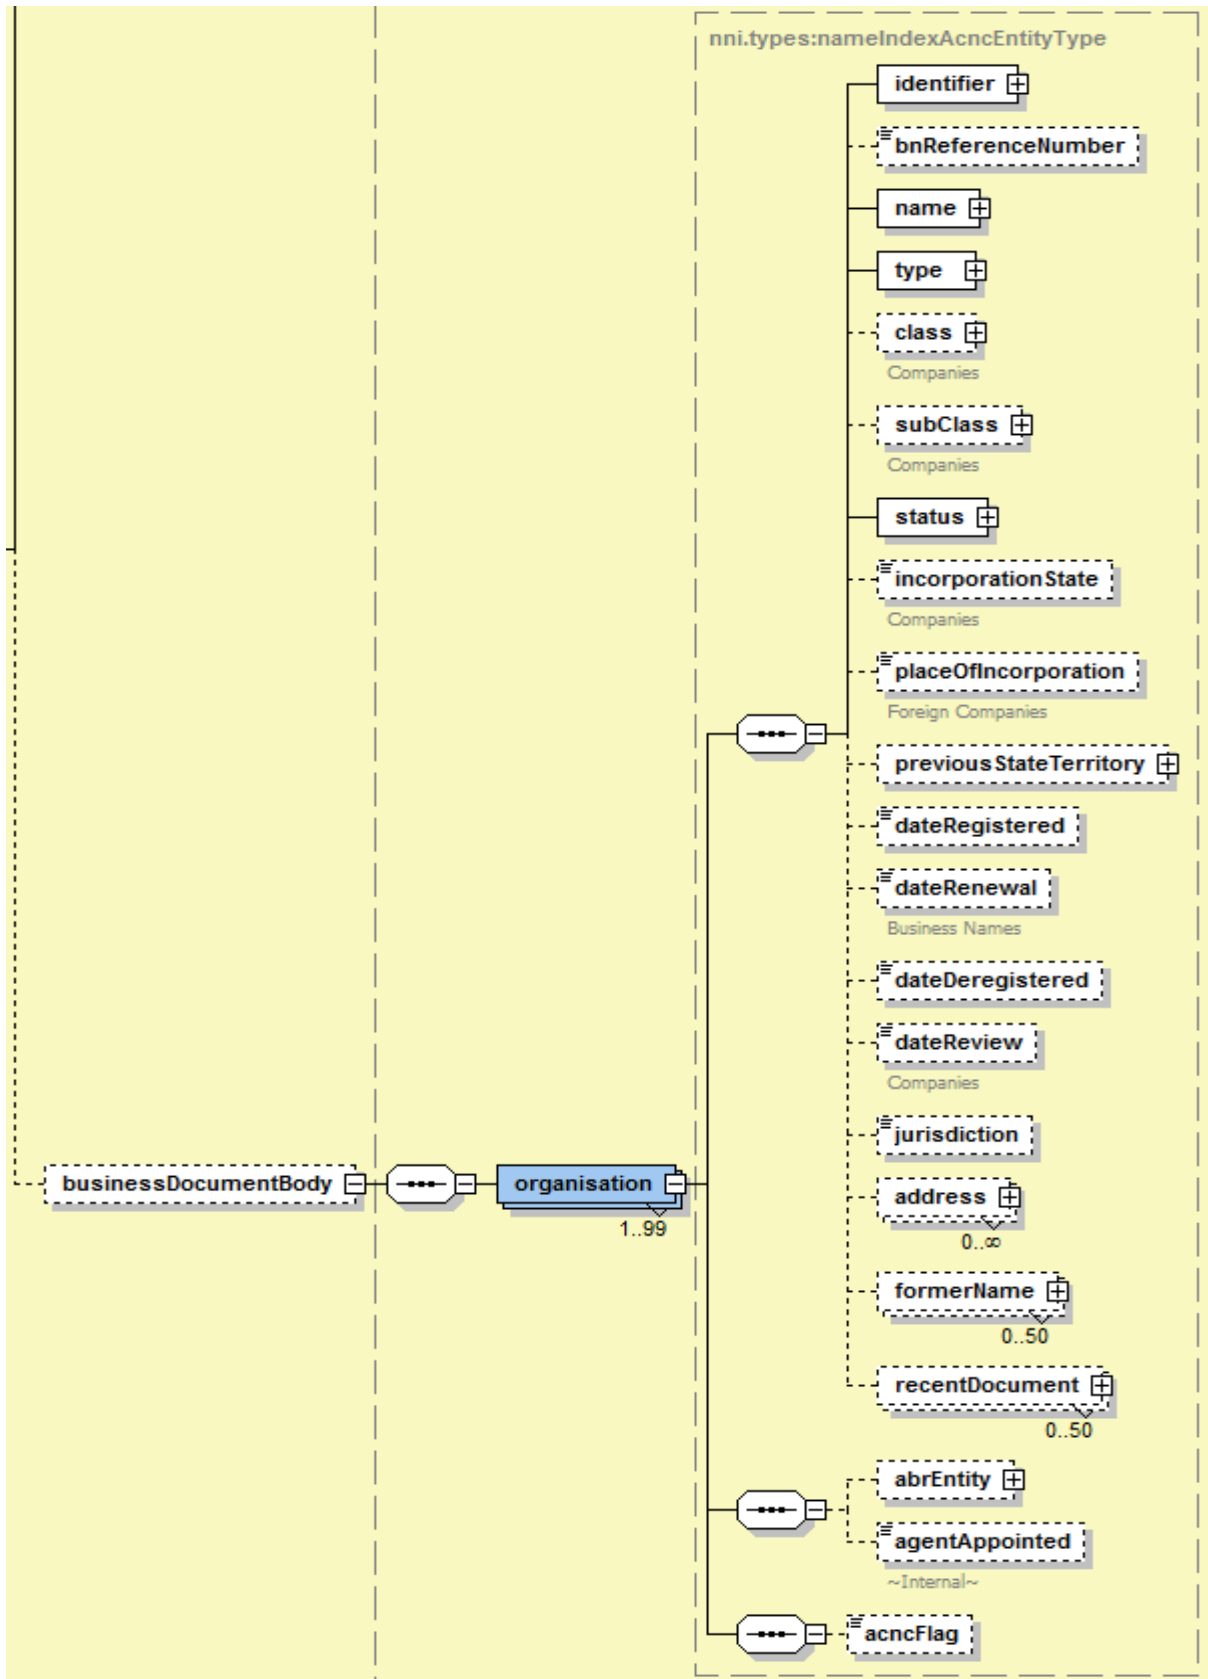 nni.types:nameIndexAcncEntityType
identifier
bnReferenceNumber
name
type
class
Companies
subClass
Companies
status
incorporationState
Companies
placeOfIncorporation
Foreign Companies
previousStateTerritory
dateRegistered
dateRenewal
Business Names
dateDeregistered
dateReview
Companies
jurisdiction
businessDocumentBody
organisation
1..99
address
0..∞
formerName
0..50
recentDocument
0..50
abrEntity
agentAppointed
~Internal~
acncFlag